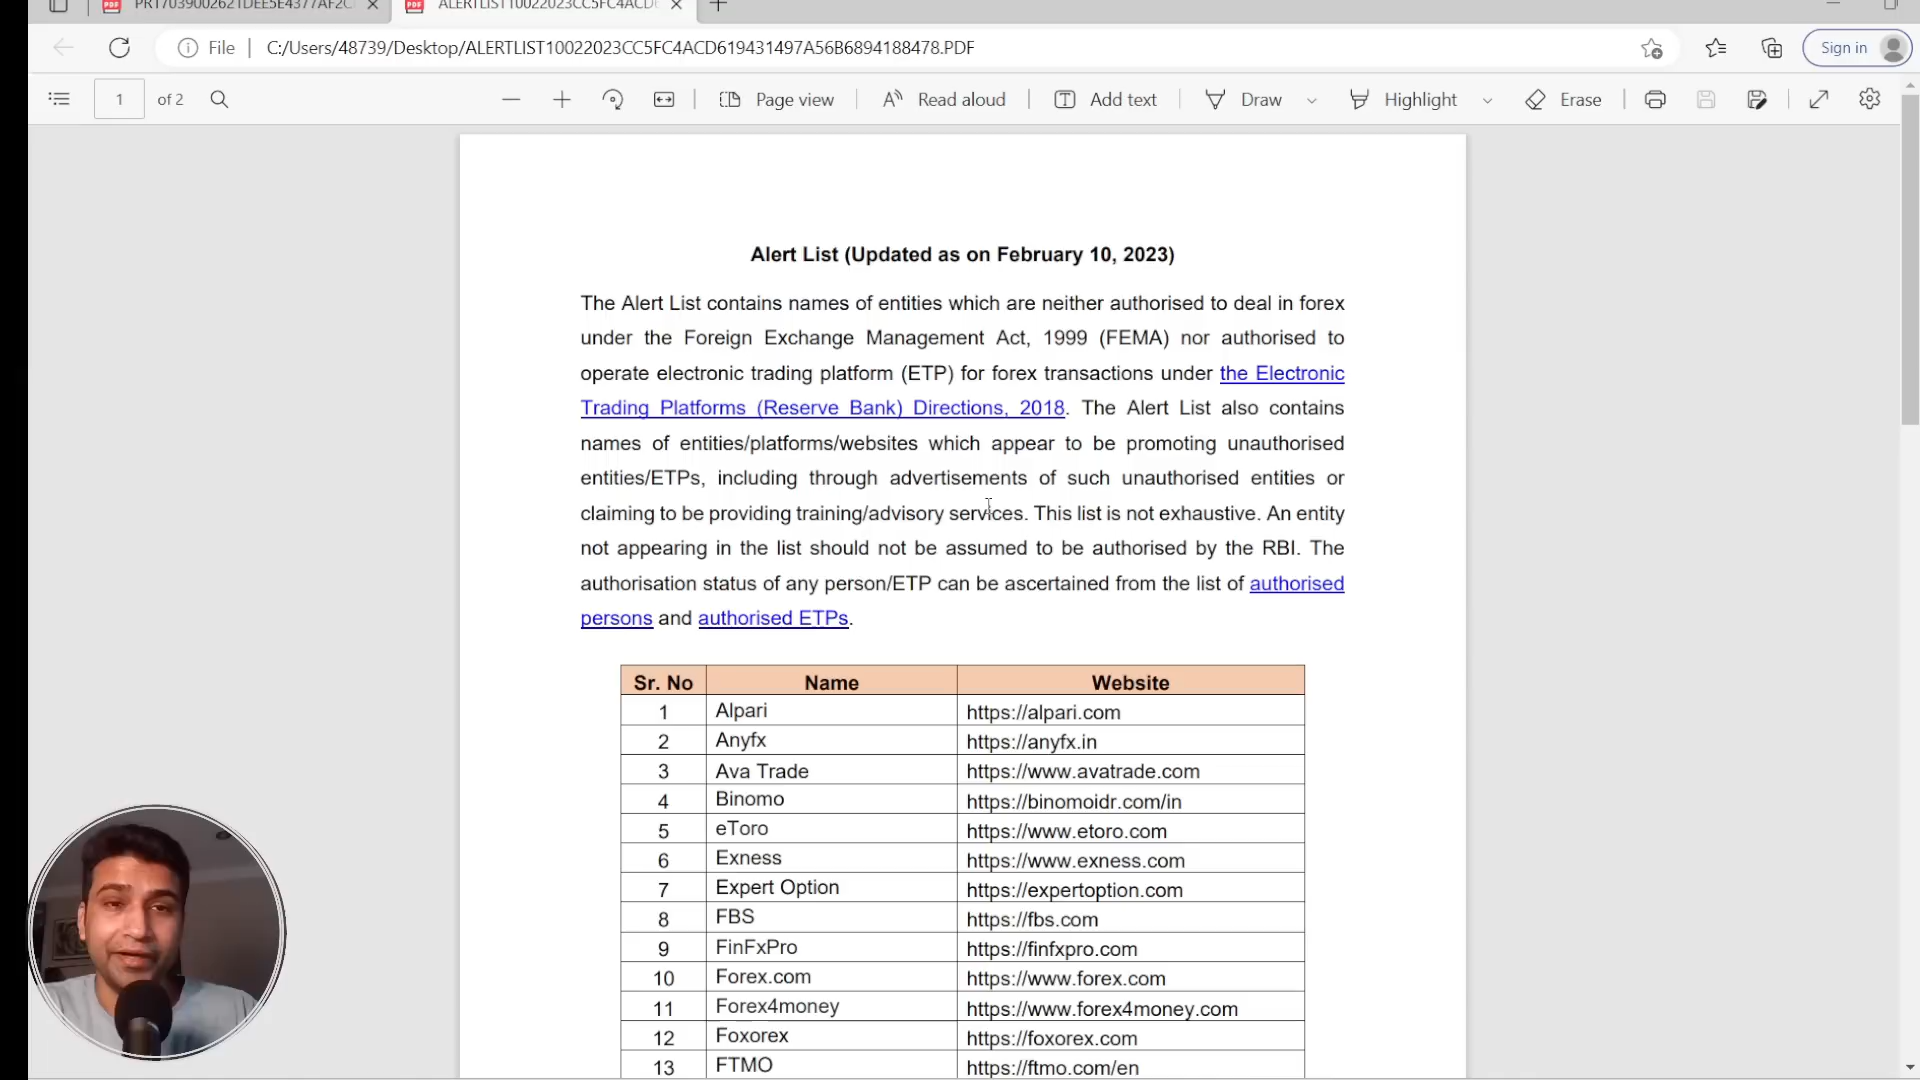 PR17039002621DEE5E4377AF2C
ALERTLIST10022023CC5FC4ACD6
File
C:/Users/48739/Desktop/ALERTLIST10022023CC5FC4ACD619431497A56B6894188478.PDF
Sign in
1 of 2
Page view
Read aloud
Add text
Draw
Highlight
Erase
Alert List (Updated as on February 10, 2023)
The Alert List contains names of entities which are neither authorised to deal in forex
under the Foreign Exchange Management Act, 1999 (FEMA) nor authorised to
operate electronic trading platform (ETP) for forex transactions under the Electronic
Trading Platforms (Reserve Bank) Directions, 2018. The Alert List also contains
names of entities/platforms/websites which appear to be promoting unauthorised
entities/ETPs, including through advertisements of such unauthorised entities or
claiming to be providing training/advisory services. This list is not exhaustive. An entity
not appearing in the list should not be assumed to be authorised by the RBI. The
authorisation status of any person/ETP can be ascertained from the list of authorised
persons and authorised ETPs.
Sr. No Name Website
1 Alpari https://alpari.com
2 Anyfx https://anyfx.in
3 Ava Trade https://www.avatrade.com
4 Binomo https://binomoidr.com/in
5 eToro https://www.etoro.com
6 Exness https://www.exness.com
7 Expert Option https://expertoption.com
8 FBS https://fbs.com
9 FinFxPro https://finfxpro.com
10 Forex.com https://www.forex.com
11 Forex4money https://www.forex4money.com
12 Foxorex https://foxorex.com
13 FTMO https://ftmo.com/en